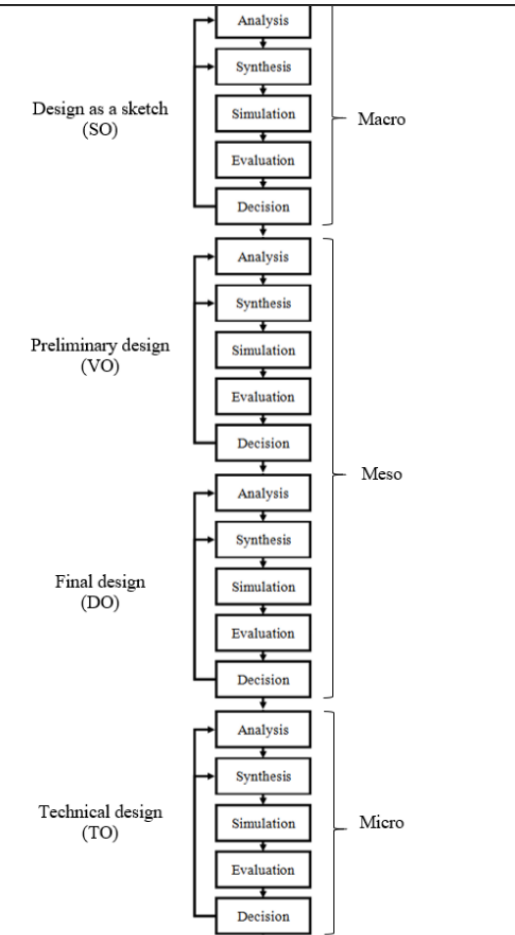 Analysis
Synthesis
Design as a sketch
(SO)
Simulation
Macro
Evaluation
Decision
Analysis
Synthesis
Preliminary design
(VO)
Simulation
Evaluation
Decision
Meso
Analysis
Synthesis
Final design
(DO)
Simulation
Evaluation
Decision
Analysis
Synthesis
Technical design
(TO)
Simulation
Micro
Evaluation
Decision